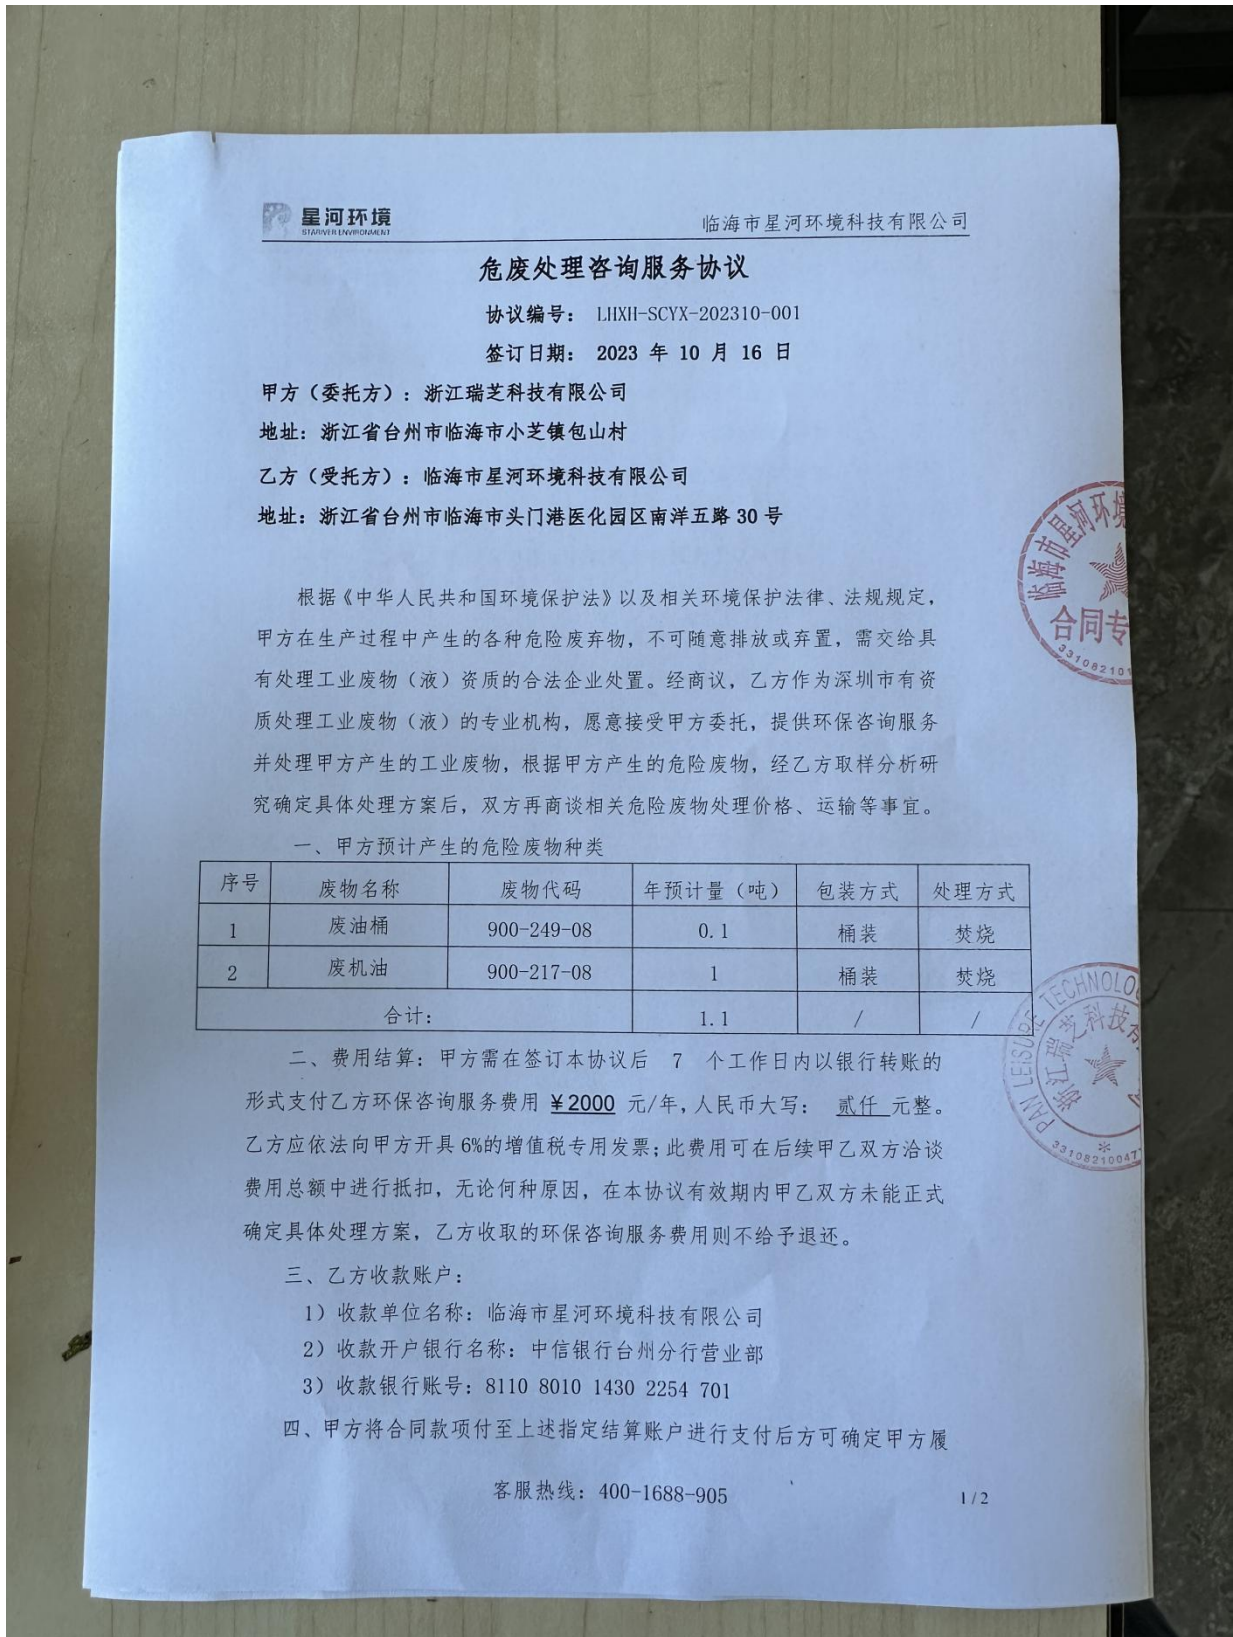 星河环境
STARIVER ENVIRONMENT
临海市星河环境科技有限公司
危废处理咨询服务协议
协议编号： LHXH-SCYX-202310-001
签订日期： 2023 年 10 月 16 日
甲方（委托方）：浙江瑞芝科技有限公司
地址：浙江省台州市临海市小芝镇包山村
乙方（受托方）：临海市星河环境科技有限公司
地址：浙江省台州市临海市头门港医化园区南洋五路 30 号
根据《中华人民共和国环境保护法》以及相关环境保护法律、法规规定，
甲方在生产过程中产生的各种危险废弃物，不可随意排放或弃置，需交给具
有处理工业废物（液）资质的合法企业处置。经商议，乙方作为深圳市有资
质处理工业废物（液）的专业机构，愿意接受甲方委托，提供环保咨询服务
并处理甲方产生的工业废物，根据甲方产生的危险废物，经乙方取样分析研
究确定具体处理方案后，双方再商谈相关危险废物处理价格、运输等事宜。
一、甲方预计产生的危险废物种类
序号 废物名称 废物代码 年预计量（吨） 包装方式 处理方式
1 废油桶 900-249-08 0.1 桶装 焚烧
2 废机油 900-217-08 1 桶装 焚烧
合计： 1.1 / /
二、费用结算：甲方需在签订本协议后 7 个工作日内以银行转账的
形式支付乙方环保咨询服务费用 ¥2000 元/年，人民币大写： 贰仟 元整。
乙方应依法向甲方开具 6%的增值税专用发票；此费用可在后续甲乙双方洽谈
费用总额中进行抵扣，无论何种原因，在本协议有效期内甲乙双方未能正式
确定具体处理方案，乙方收取的环保咨询服务费用则不给予退还。
三、乙方收款账户：
1）收款单位名称：临海市星河环境科技有限公司
2）收款开户银行名称：中信银行台州分行营业部
3）收款银行账号：8110 8010 1430 2254 701
四、甲方将合同款项付至上述指定结算账户进行支付后方可确定甲方履
客服热线：400-1688-905
1 / 2
临海市星河环境
合同专
331082101
PAN LEISURE TECHNOLO
浙江瑞芝科技有
33108210047